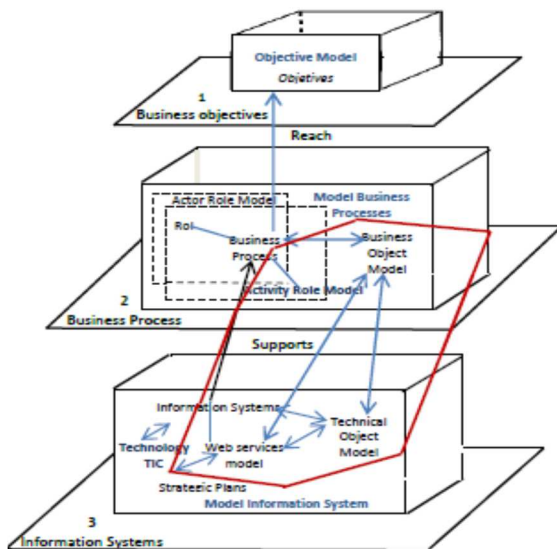 Objective Model
Objetives
1
Business objectives
Reach
Actor Role Model
Model Business
Processes
Rol
Business
Process
Business
Object
Model
Activity Role Model
2
Business Process
Supports
Information Systems
Technology
TIC
Web services
model
Technical
Object
Model
Strategic Plans
Model Information System
3
Information Systems